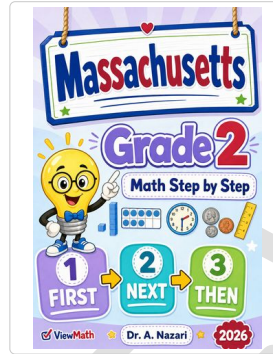 Massachusetts
Grade 2
Math Step by Step
1 2 3
FIRST NEXT THEN
ViewMath Dr. A. Nazari 2026